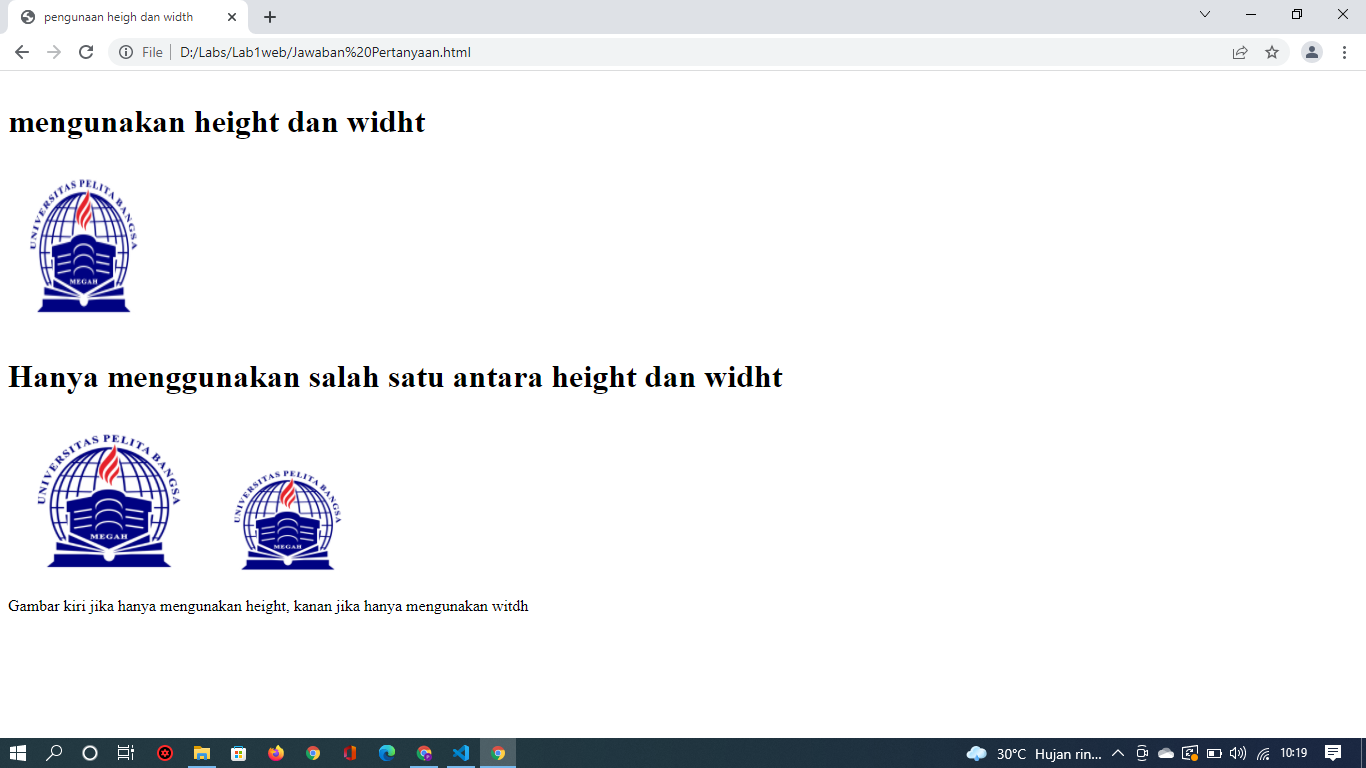 pengunaan heigh dan width
File D:/Labs/Lab1web/Jawaban%20Pertanyaan.html
mengunakan height dan widht
UNIVERSITAS PELITA BANGSA
MEGAH
Hanya menggunakan salah satu antara height dan widht
UNIVERSITAS PELITA BANGSA
MEGAH
UNIVERSITAS PELITA BANGSA
MEGAH
Gambar kiri jika hanya mengunakan height, kanan jika hanya mengunakan witdh
30°C Hujan rin... 10:19